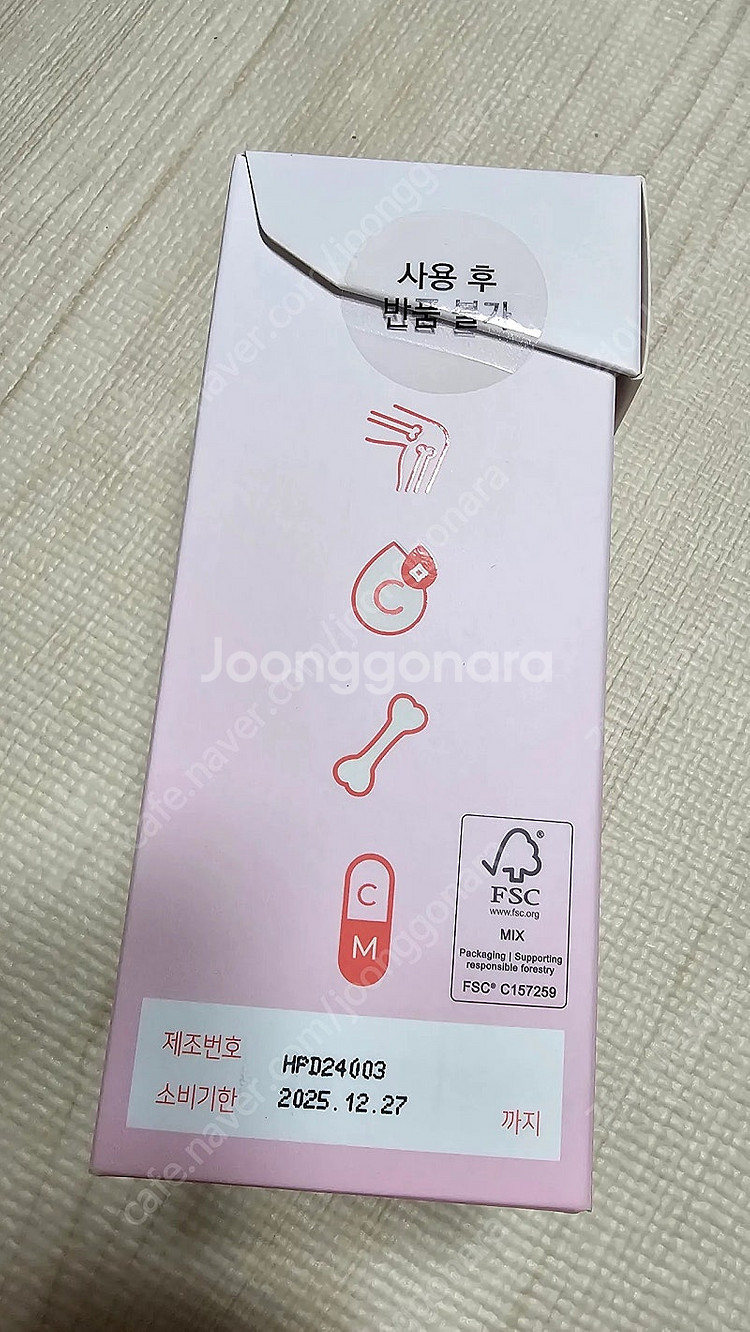 사용 후
반품 불가
C
Joonggonara
C
M
FSC
www.fsc.org
MIX
Packaging | Supporting
responsible forestry
FSC® C157259
제조번호 HPD24003
소비기한 2025.12.27 까지
cafe.naver.com/joonggonara